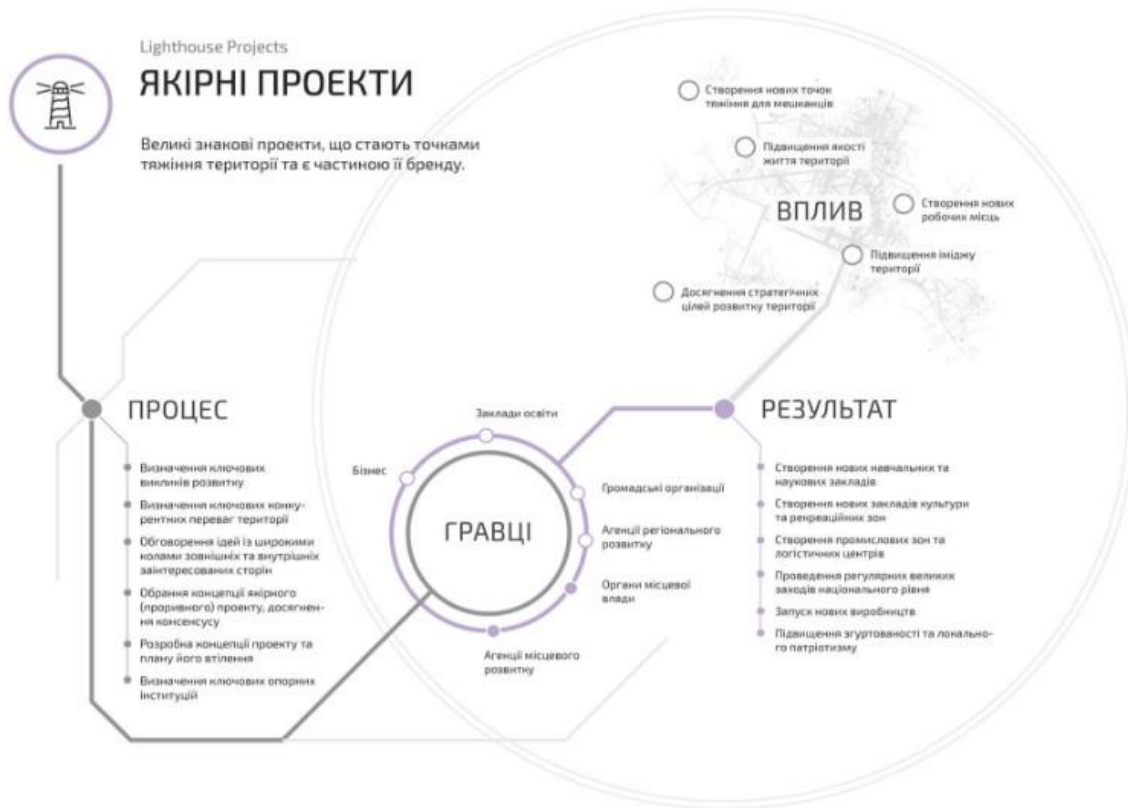 Lighthouse Projects
ЯКІРНІ ПРОЕКТИ
Великі знакові проекти, що стають точками
тяжіння території та є частиною її бренду.
Створення нових точок
тяжіння для мешканців
Підвищення якості
життя території
ВПЛИВ
Створення нових
робочих місць
Підвищення іміджу
території
Досягнення стратегічних
цілей розвитку території
ПРОЦЕС
Визначення ключових
викликів розвитку
Визначення ключових конку-
рентних переваг території
Обговорення ідей із широкими
колами зовнішніх та внутрішніх
заінтересованих сторін
Обрання концепції якірного
(проривного) проекту, досягнен-
ня консенсусу
Розробка концепції проекту та
плану його втілення
Визначення ключових опорних
інституцій
Заклади освіти
Бізнес
ГРАВЦІ
Громадські організації
Агенції регіонального
розвитку
Органи місцевої
влади
Агенції місцевого
розвитку
РЕЗУЛЬТАТ
Створення нових навчальних та
наукових закладів
Створення нових закладів культури
та рекреаційних зон
Створення промислових зон та
логістичних центрів
Проведення регулярних великих
заходів національного рівня
Запуск нових виробництв
Підвищення згуртованості та локально-
го патріотизму